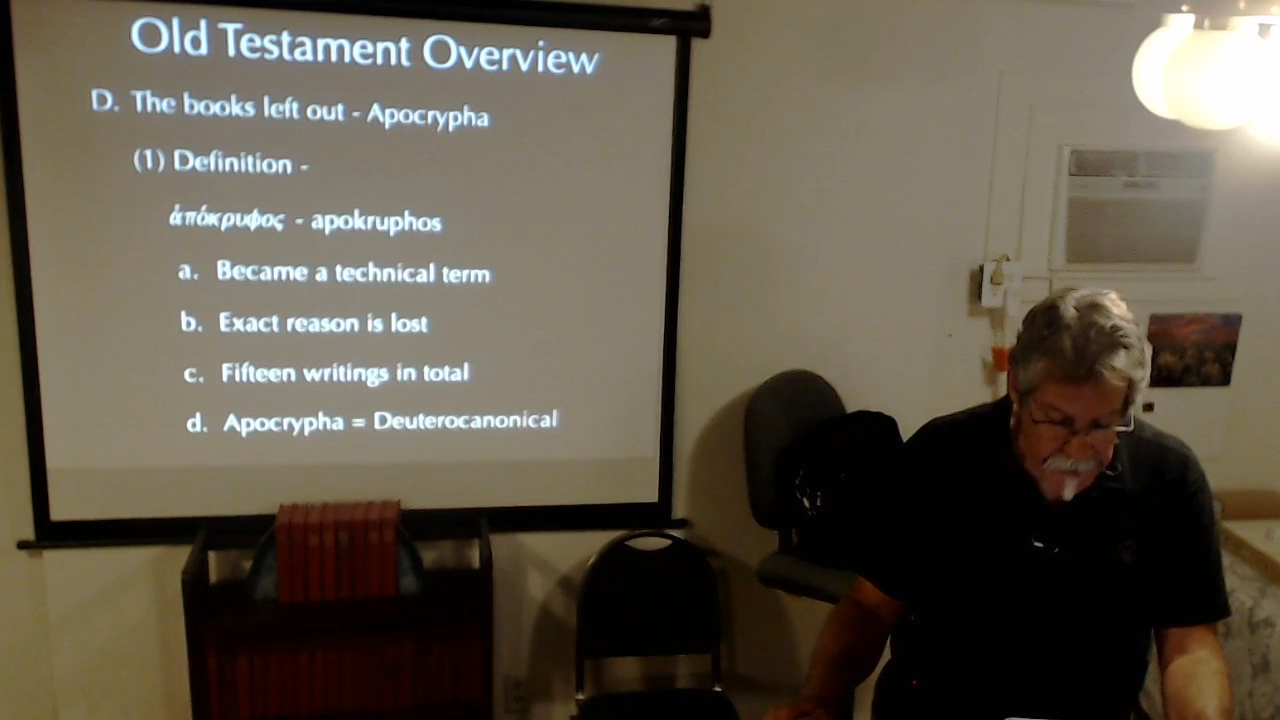 Old Testament Overview
D. The books left out - Apocrypha
(1) Definition -
ἀπόκρυφος - apokruphos
a. Became a technical term
b. Exact reason is lost
c. Fifteen writings in total
d. Apocrypha = Deuterocanonical